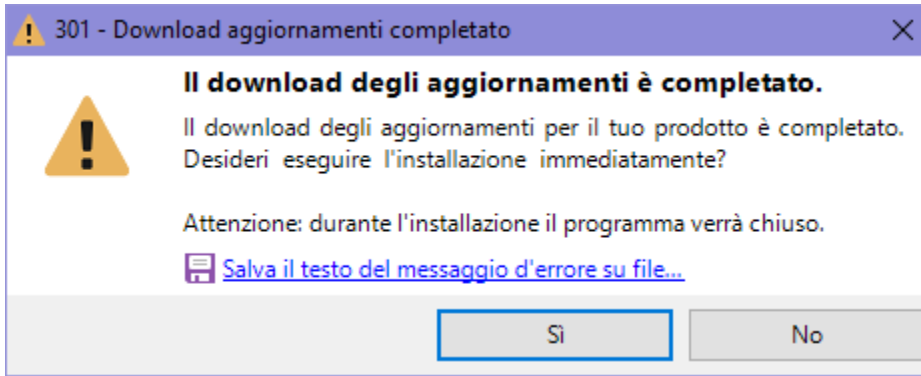 301 - Download aggiornamenti completato
Il download degli aggiornamenti è completato.
Il download degli aggiornamenti per il tuo prodotto è completato.
Desideri eseguire l'installazione immediatamente?
Attenzione: durante l'installazione il programma verrà chiuso.
Salva il testo del messaggio d'errore su file...
Sì
No